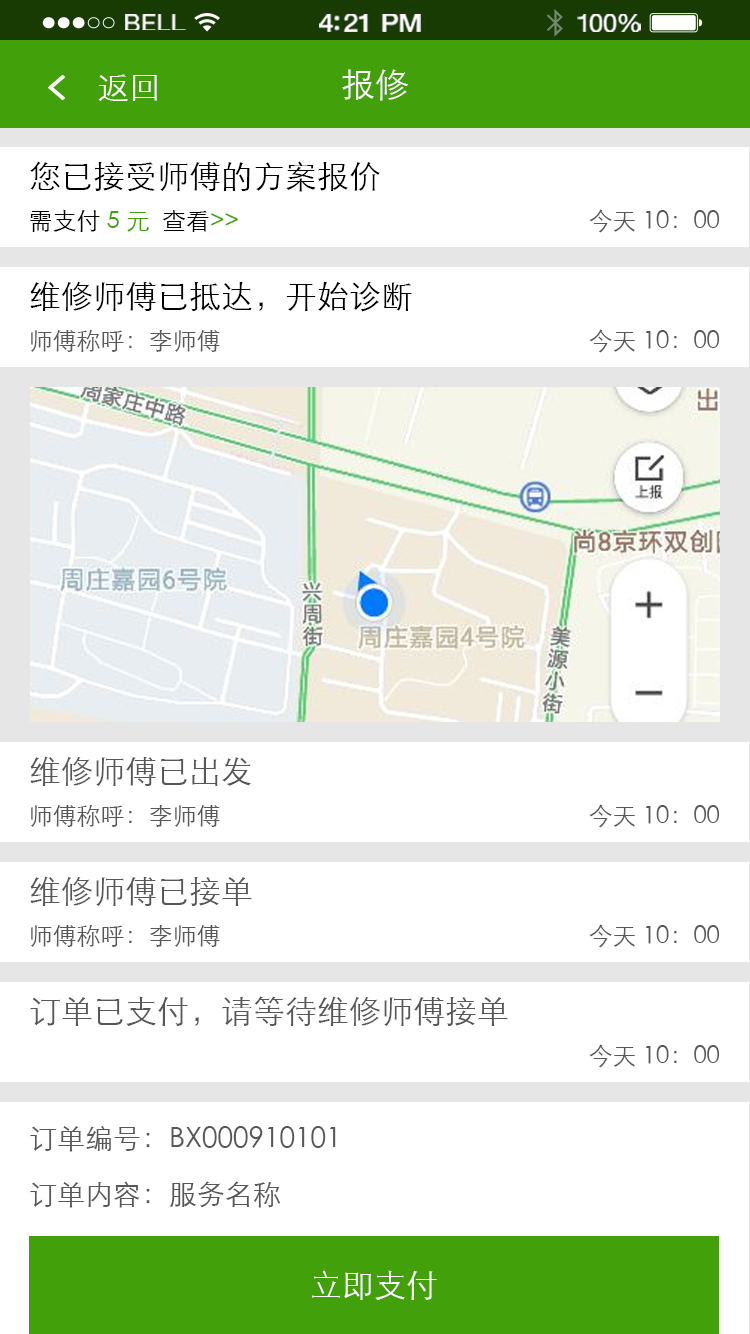 BELL 4:21 PM 100%
返回 报修
您已接受师傅的方案报价
需支付 5 元 查看>> 今天 10：00
维修师傅已抵达，开始诊断
师傅称呼：李师傅 今天 10：00
周家庄中路
出
上报
尚8京环双创
周庄嘉园6号院
兴周街
周庄嘉园4号院
美源小街
维修师傅已出发
师傅称呼：李师傅 今天 10：00
维修师傅已接单
师傅称呼：李师傅 今天 10：00
订单已支付，请等待维修师傅接单
今天 10：00
订单编号：BX000910101
订单内容：服务名称
立即支付